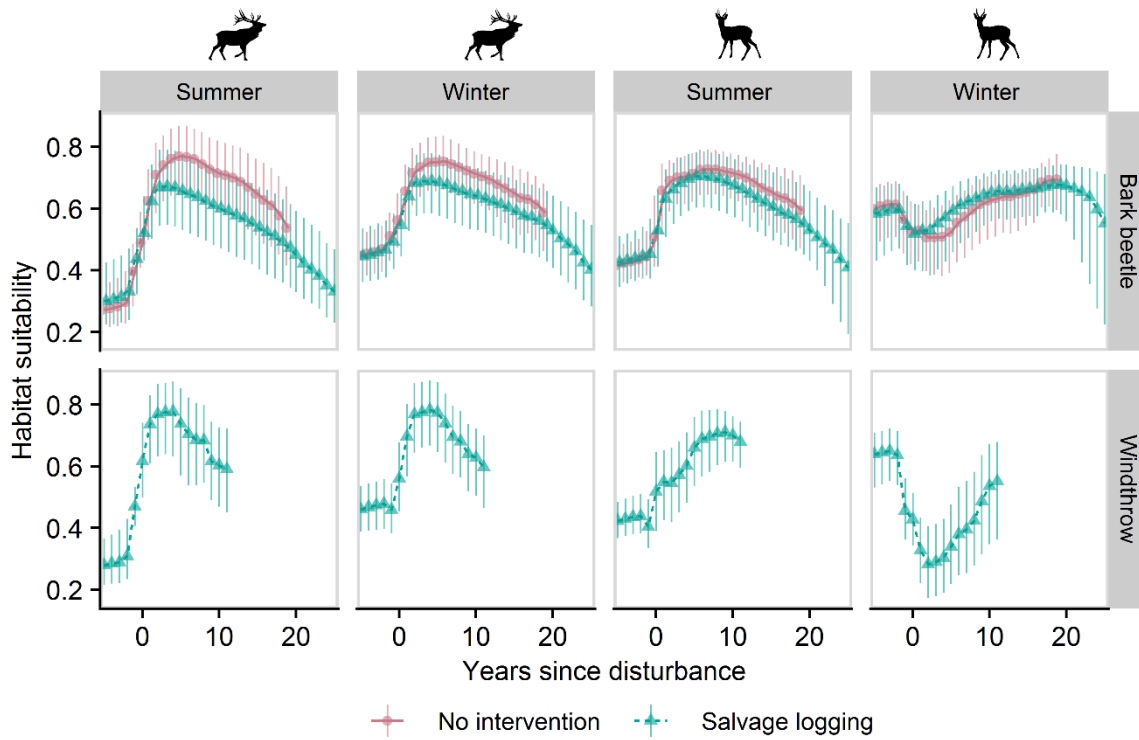 Summer Winter Summer Winter
0.8
0.6
0.4
0.2
Bark beetle
0.8
0.6
0.4
0.2
Windthrow
Habitat suitability
0 10 20 0 10 20 0 10 20 0 10 20
Years since disturbance
No intervention Salvage logging